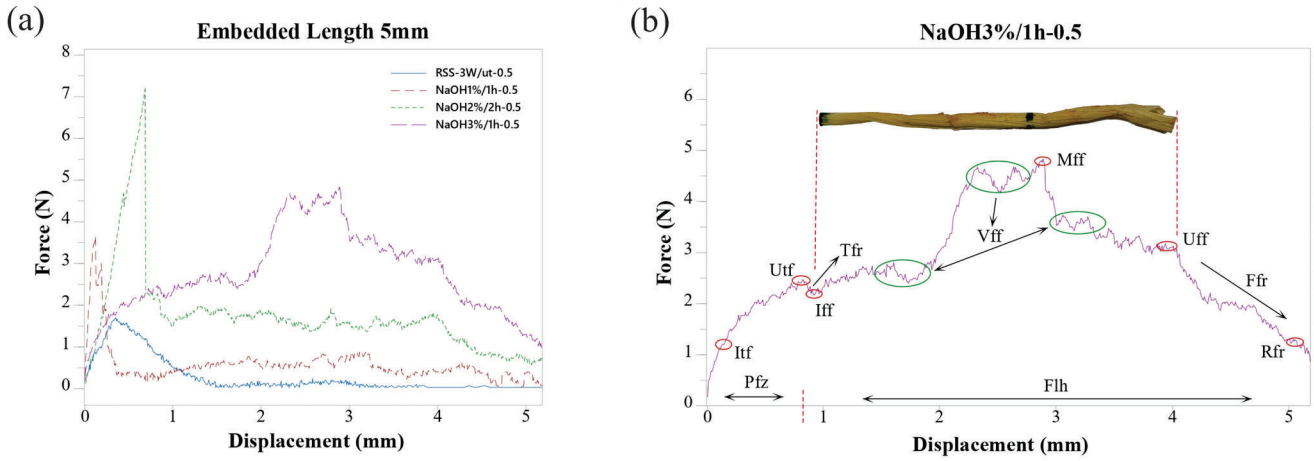 (a)
Embedded Length 5mm
8
7
6
5
4
3
2
1
0
Force (N)
RSS-3W/ut-0.5
NaOH1%/1h-0.5
NaOH2%/2h-0.5
NaOH3%/1h-0.5
0 1 2 3 4 5
Displacement (mm)
(b)
NaOH3%/1h-0.5
6
5
4
3
2
1
0
Force (N)
Mff
Vff
Uff
Tfr
Utf
Ffr
Iff
Itf
Rfr
Pfz
Flh
0 1 2 3 4 5
Displacement (mm)